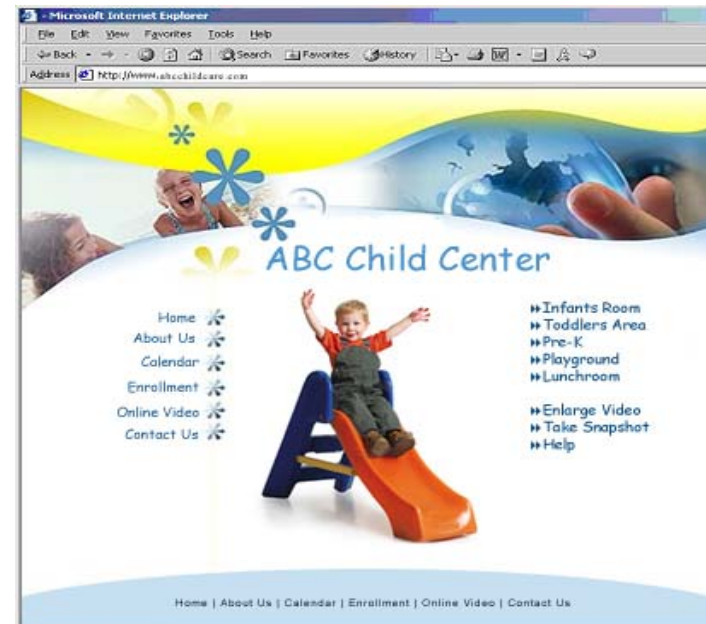 - Microsoft Internet Explorer
File Edit View Favorites Tools Help
Back Search Favorites History
Address http://www.abcchildcare.com
ABC Child Center
Home
About Us
Calendar
Enrollment
Online Video
Contact Us
Infants Room
Toddlers Area
Pre-K
Playground
Lunchroom
Enlarge Video
Take Snapshot
Help
Home | About Us | Calendar | Enrollment | Online Video | Contact Us